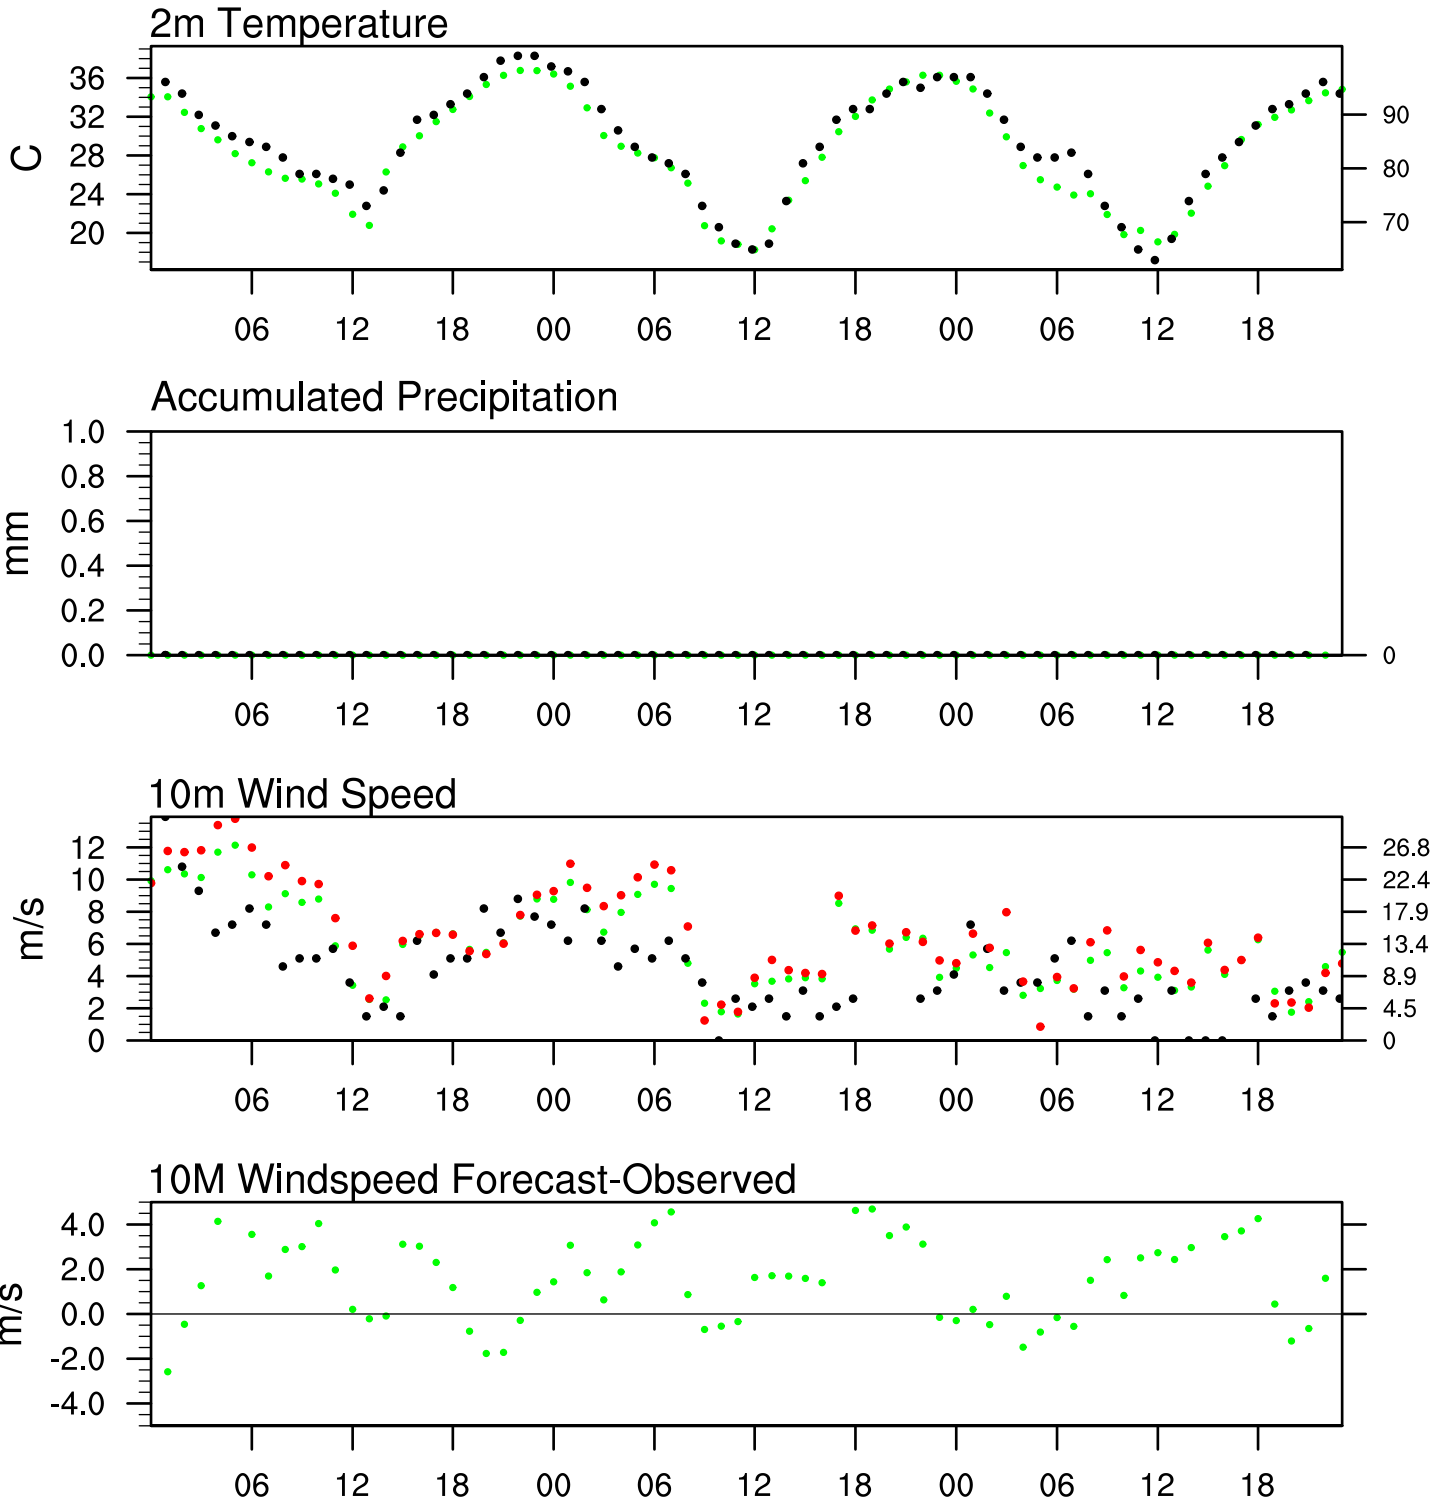 2m Temperature
36
32
28
24
20
C
90
80
70
06 12 18 00 06 12 18 00 06 12 18
Accumulated Precipitation
1.0
0.8
0.6
0.4
0.2
0.0
mm
0
06 12 18 00 06 12 18 00 06 12 18
10m Wind Speed
12
10
8
6
4
2
0
m/s
26.8
22.4
17.9
13.4
8.9
4.5
0
06 12 18 00 06 12 18 00 06 12 18
10M Windspeed Forecast-Observed
4.0
2.0
0.0
-2.0
-4.0
m/s
06 12 18 00 06 12 18 00 06 12 18